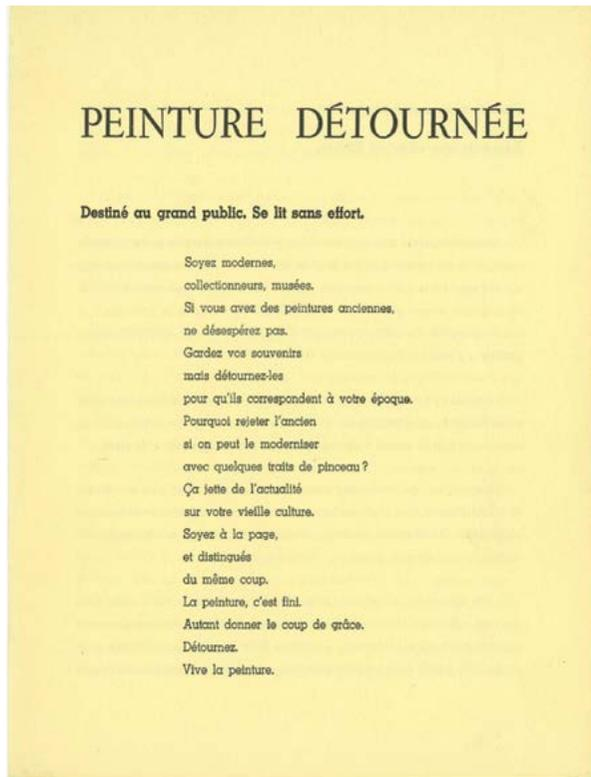 PEINTURE DÉTOURNÉE
Destiné au grand public. Se lit sans effort.
Soyez modernes,
collectionneurs, musées.
Si vous avez des peintures anciennes,
ne désespérez pas.
Gardez vos souvenirs
mais détournez-les
pour qu'ils correspondent à votre époque.
Pourquoi rejeter l'ancien
si on peut le moderniser
avec quelques traits de pinceau ?
Ça jette de l'actualité
sur votre vieille culture.
Soyez à la page,
et distingués
du même coup.
La peinture, c'est fini.
Autant donner le coup de grâce.
Détournez.
Vive la peinture.